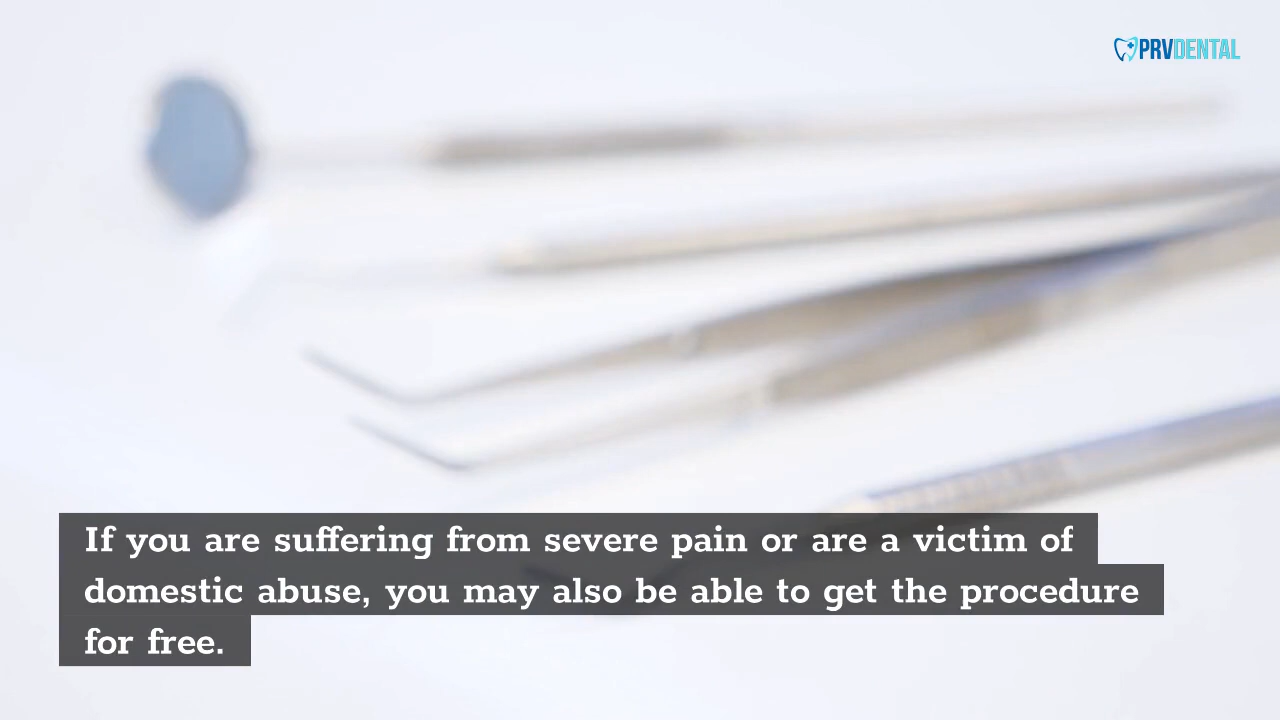 PRVDENTAL
If you are suffering from severe pain or are a victim of
domestic abuse, you may also be able to get the procedure
for free.